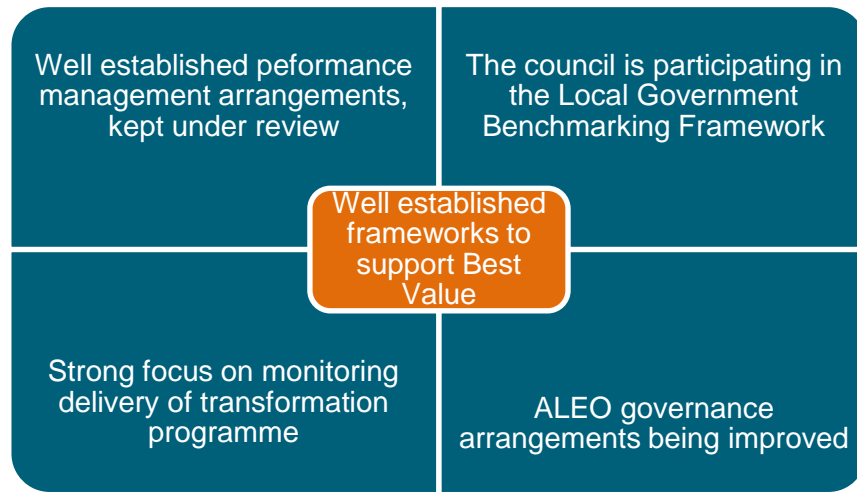 Well established peformance
management arrangements,
kept under review
The council is participating in
the Local Government
Benchmarking Framework
Well established
frameworks to
support Best
Value
Strong focus on monitoring
delivery of transformation
programme
ALEO governance
arrangements being improved